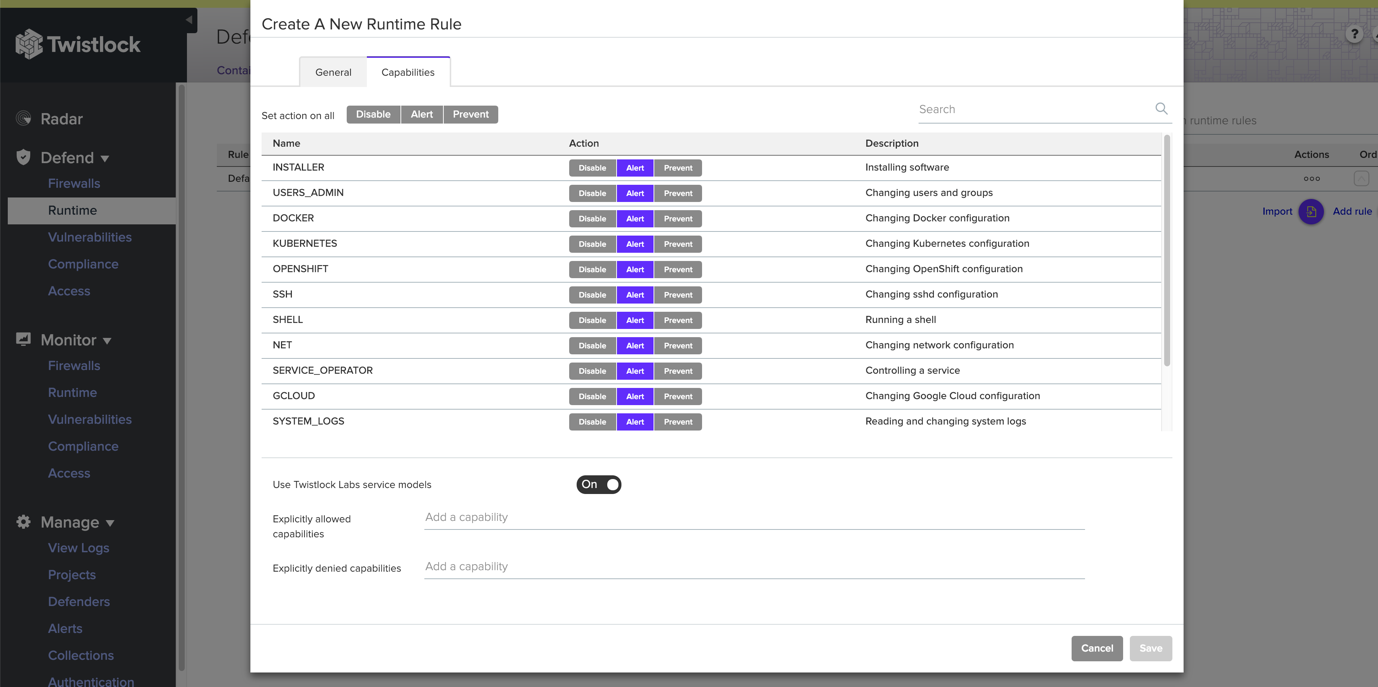 Create A New Runtime Rule
Twistlock
?
Contai
General
Capabilities
Radar
Defend
Firewalls
Runtime
Vulnerabilities
Compliance
Access
Monitor
Firewalls
Runtime
Vulnerabilities
Compliance
Access
Manage
View Logs
Projects
Defenders
Alerts
Collections
Authentication
Set action on all
Disable
Alert
Prevent
Search
runtime rules
Rule
Defa
Actions
Ord
Import
Add rule
Name Action Description
INSTALLER Disable Alert Prevent Installing software
USERS_ADMIN Disable Alert Prevent Changing users and groups
DOCKER Disable Alert Prevent Changing Docker configuration
KUBERNETES Disable Alert Prevent Changing Kubernetes configuration
OPENSHIFT Disable Alert Prevent Changing OpenShift configuration
SSH Disable Alert Prevent Changing sshd configuration
SHELL Disable Alert Prevent Running a shell
NET Disable Alert Prevent Changing network configuration
SERVICE_OPERATOR Disable Alert Prevent Controlling a service
GCLOUD Disable Alert Prevent Changing Google Cloud configuration
SYSTEM_LOGS Disable Alert Prevent Reading and changing system logs
Use Twistlock Labs service models On
Explicitly allowed
capabilities
Add a capability
Explicitly denied capabilities
Add a capability
Cancel
Save